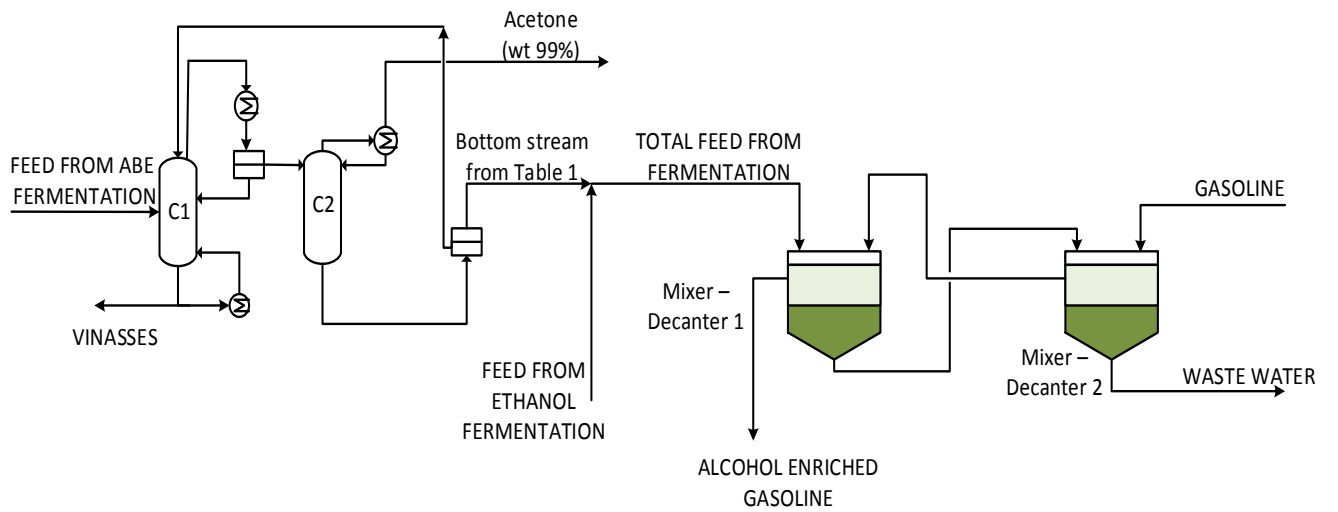 Acetone
(wt 99%)
Bottom stream
from Table 1
TOTAL FEED FROM
FERMENTATION
FEED FROM ABE
FERMENTATION
GASOLINE
C1
C2
Mixer –
Decanter 1
Mixer –
Decanter 2
VINASSES
FEED FROM
ETHANOL
FERMENTATION
WASTE WATER
ALCOHOL ENRICHED
GASOLINE